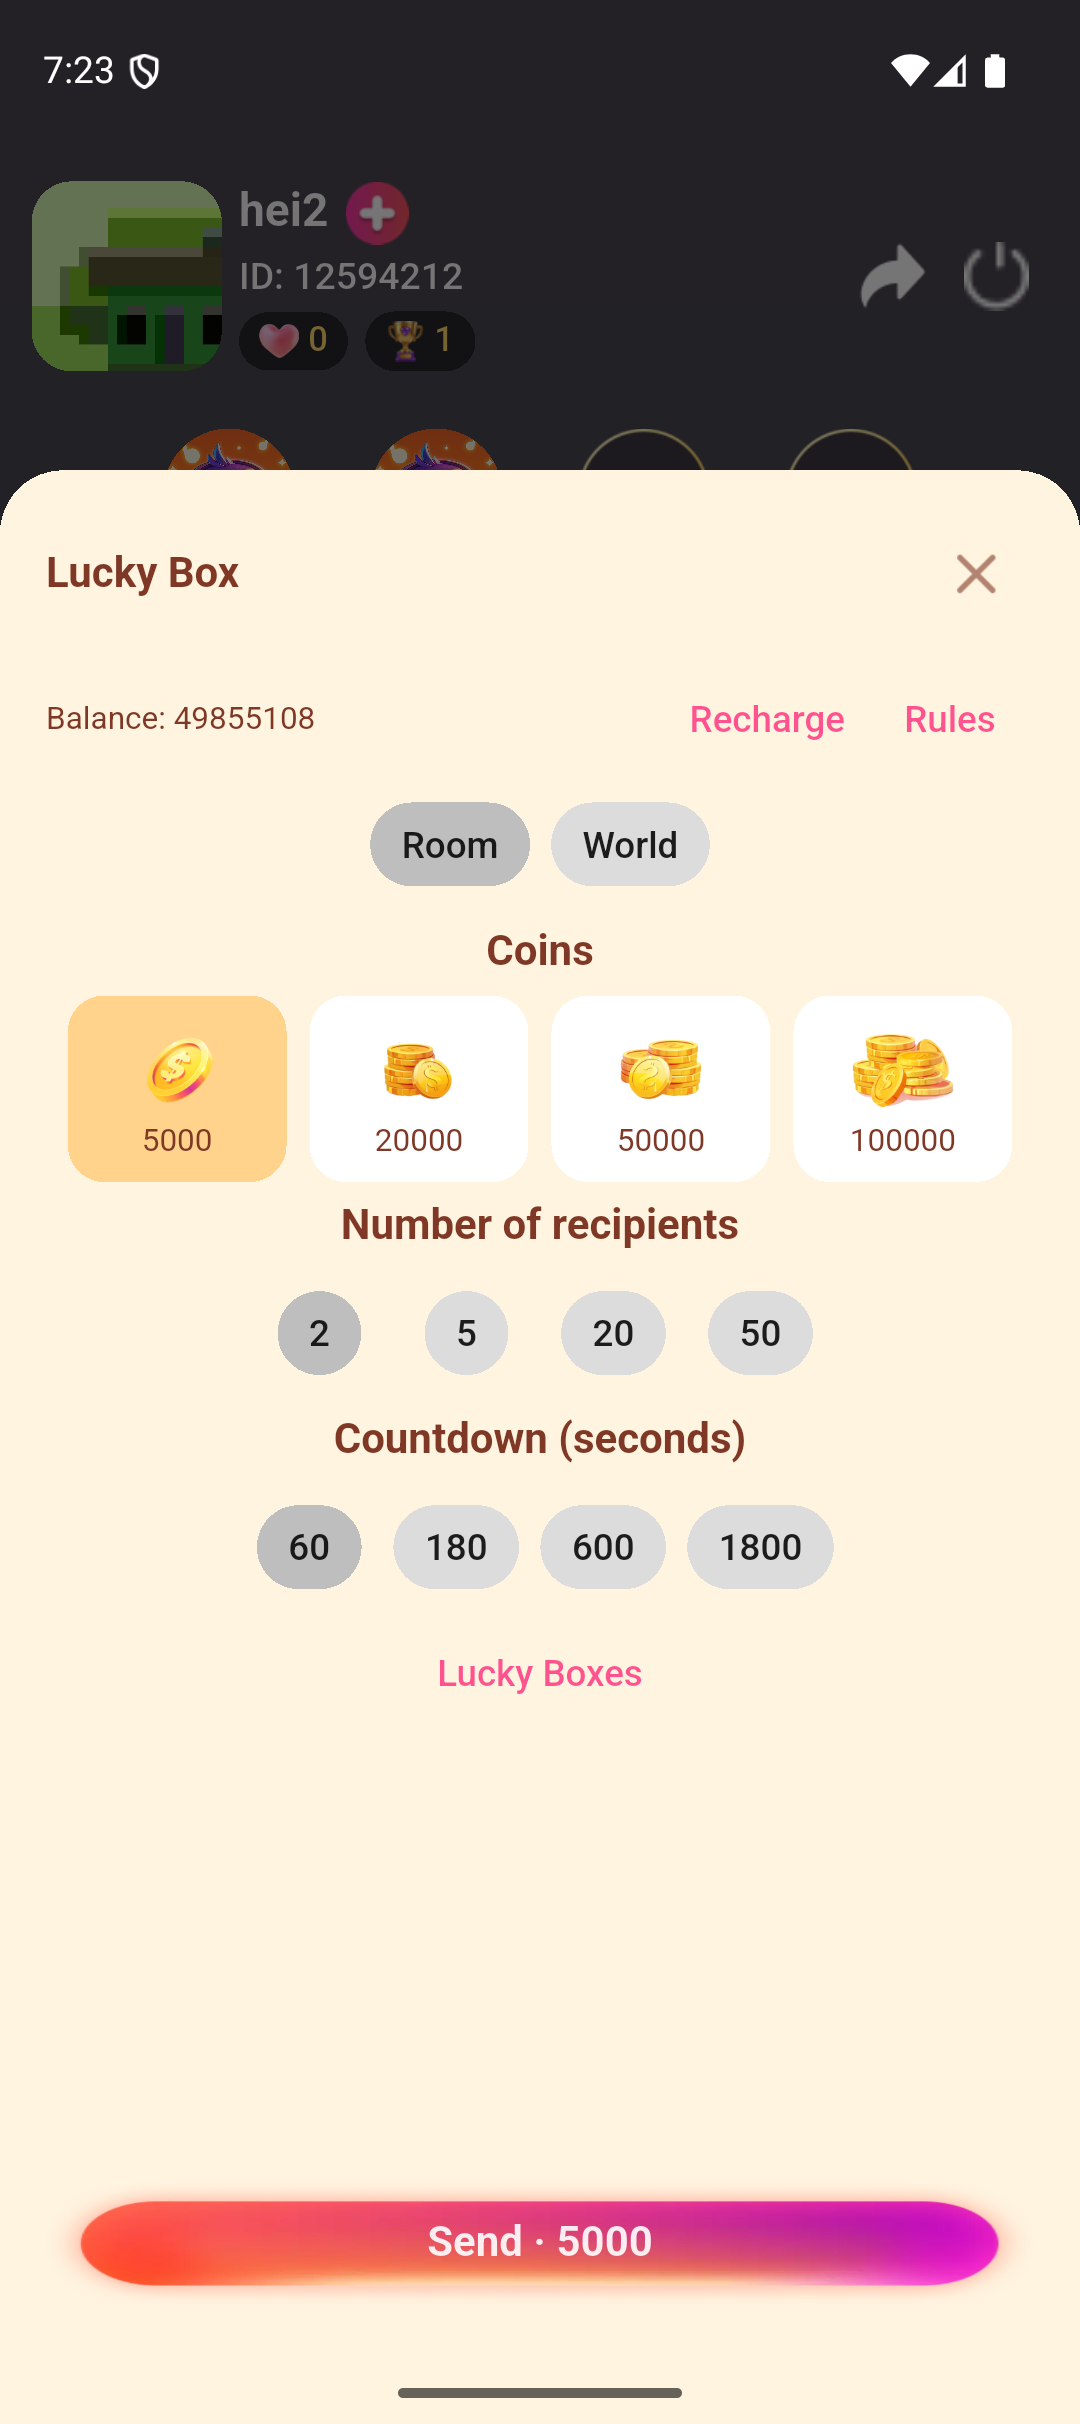 7:23
hei2
ID: 12594212
0 1
Lucky Box
Balance: 49855108 Recharge Rules
Room World
Coins
5000 20000 50000 100000
Number of recipients
2 5 20 50
Countdown (seconds)
60 180 600 1800
Lucky Boxes
Send · 5000